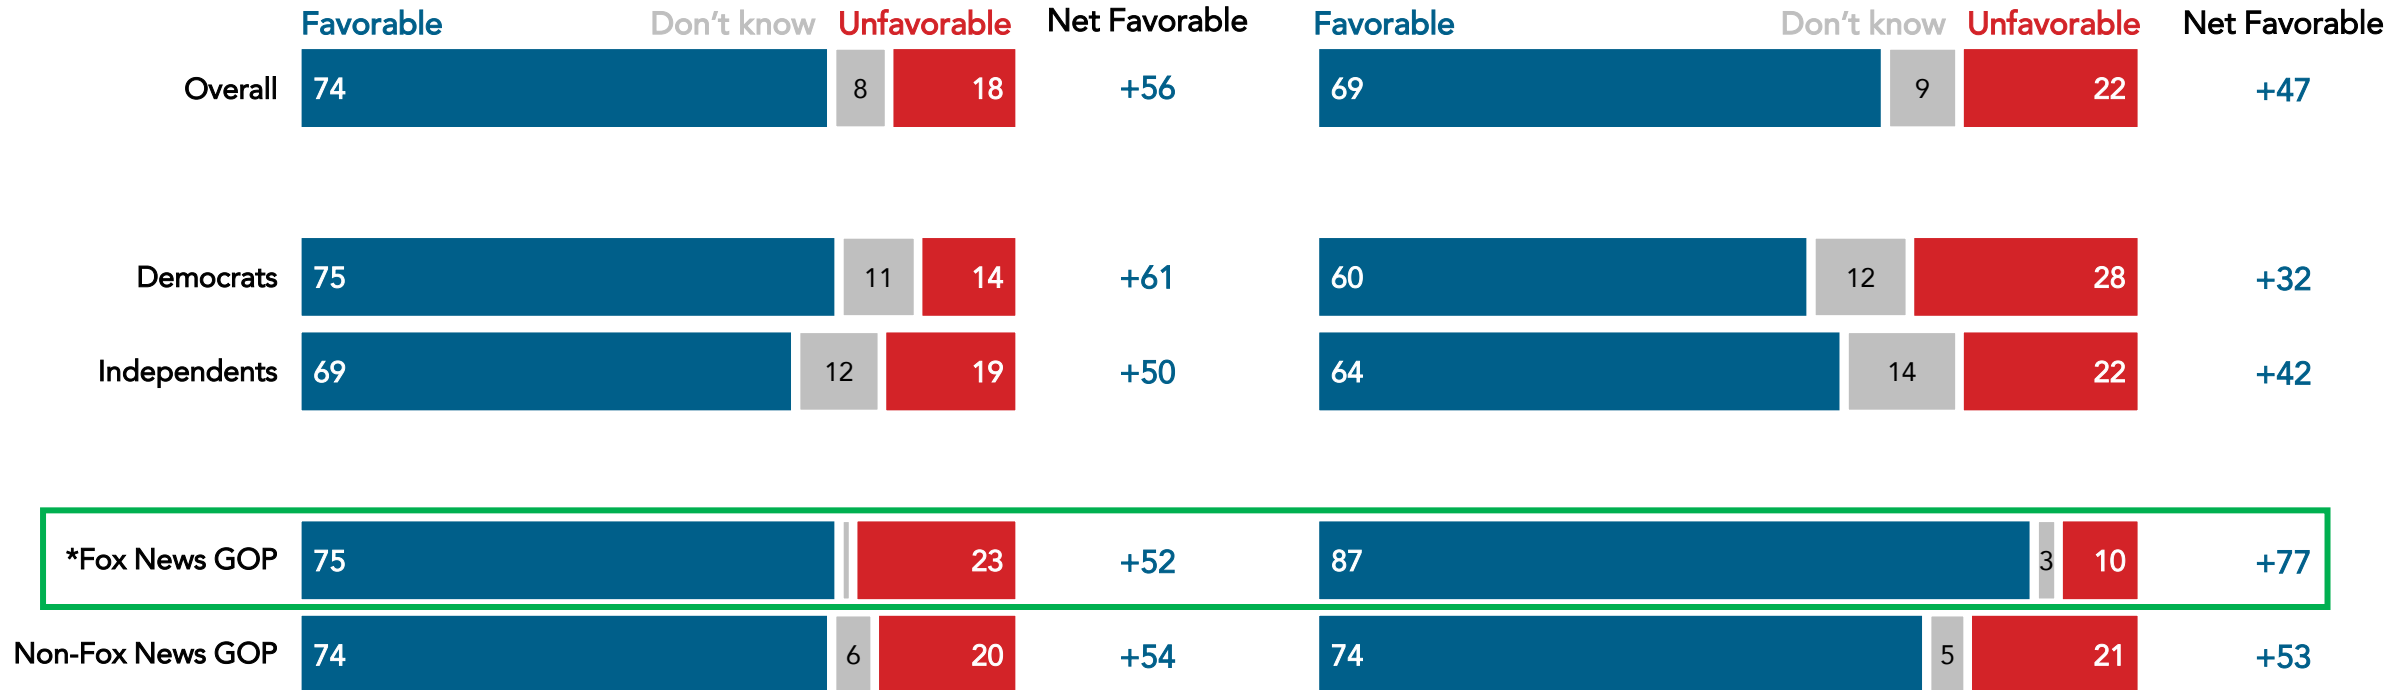 Favorable Don't know Unfavorable Net Favorable Favorable Don't know Unfavorable Net Favorable
Overall 74 8 18 +56 69 9 22 +47
Democrats 75 11 14 +61 60 12 28 +32
Independents 69 12 19 +50 64 14 22 +42
*Fox News GOP 75 23 +52 87 3 10 +77
Non-Fox News GOP 74 6 20 +54 74 5 21 +53